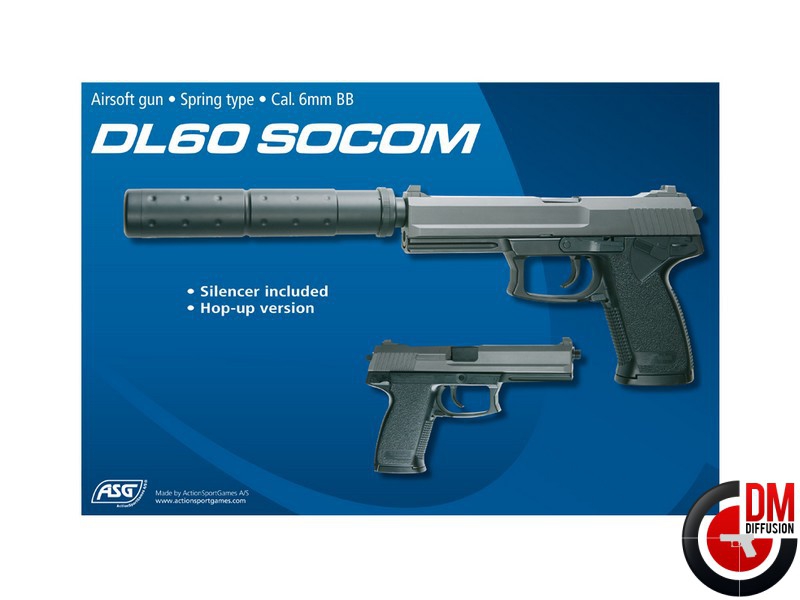 Airsoft gun • Spring type • Cal. 6mm BB
DL60 SOCOM
• Silencer included
• Hop-up version
ASG
Made by ActionSportGames A/S
www.actionsportgames.com
DM
DIFFUSION